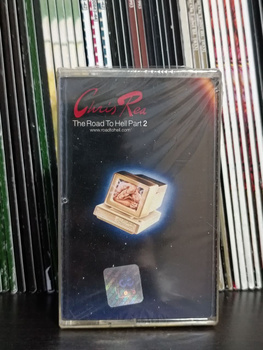 Chris Rea
The Road To Hell Part 2
www.roadtohell.com